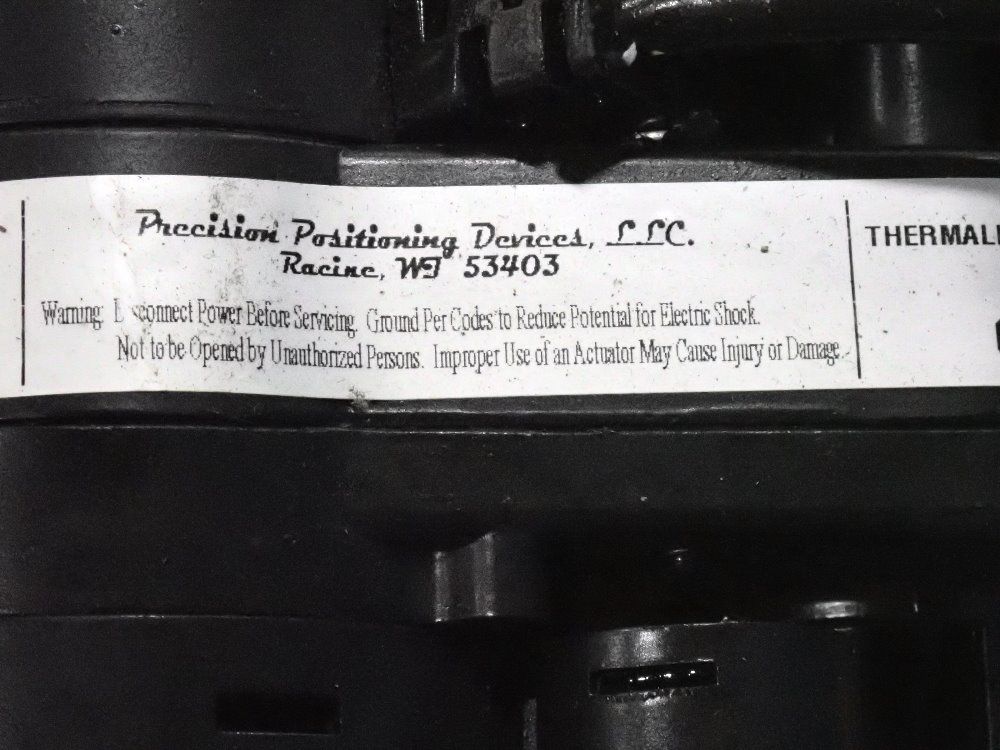 Precision Positioning Devices, LLC.
Racine, WI 53403
Warning: Disconnect Power Before Servicing. Ground Per Codes to Reduce Potential for Electric Shock.
Not to be Opened by Unauthorized Persons. Improper Use of an Actuator May Cause Injury or Damage.
THERMALL